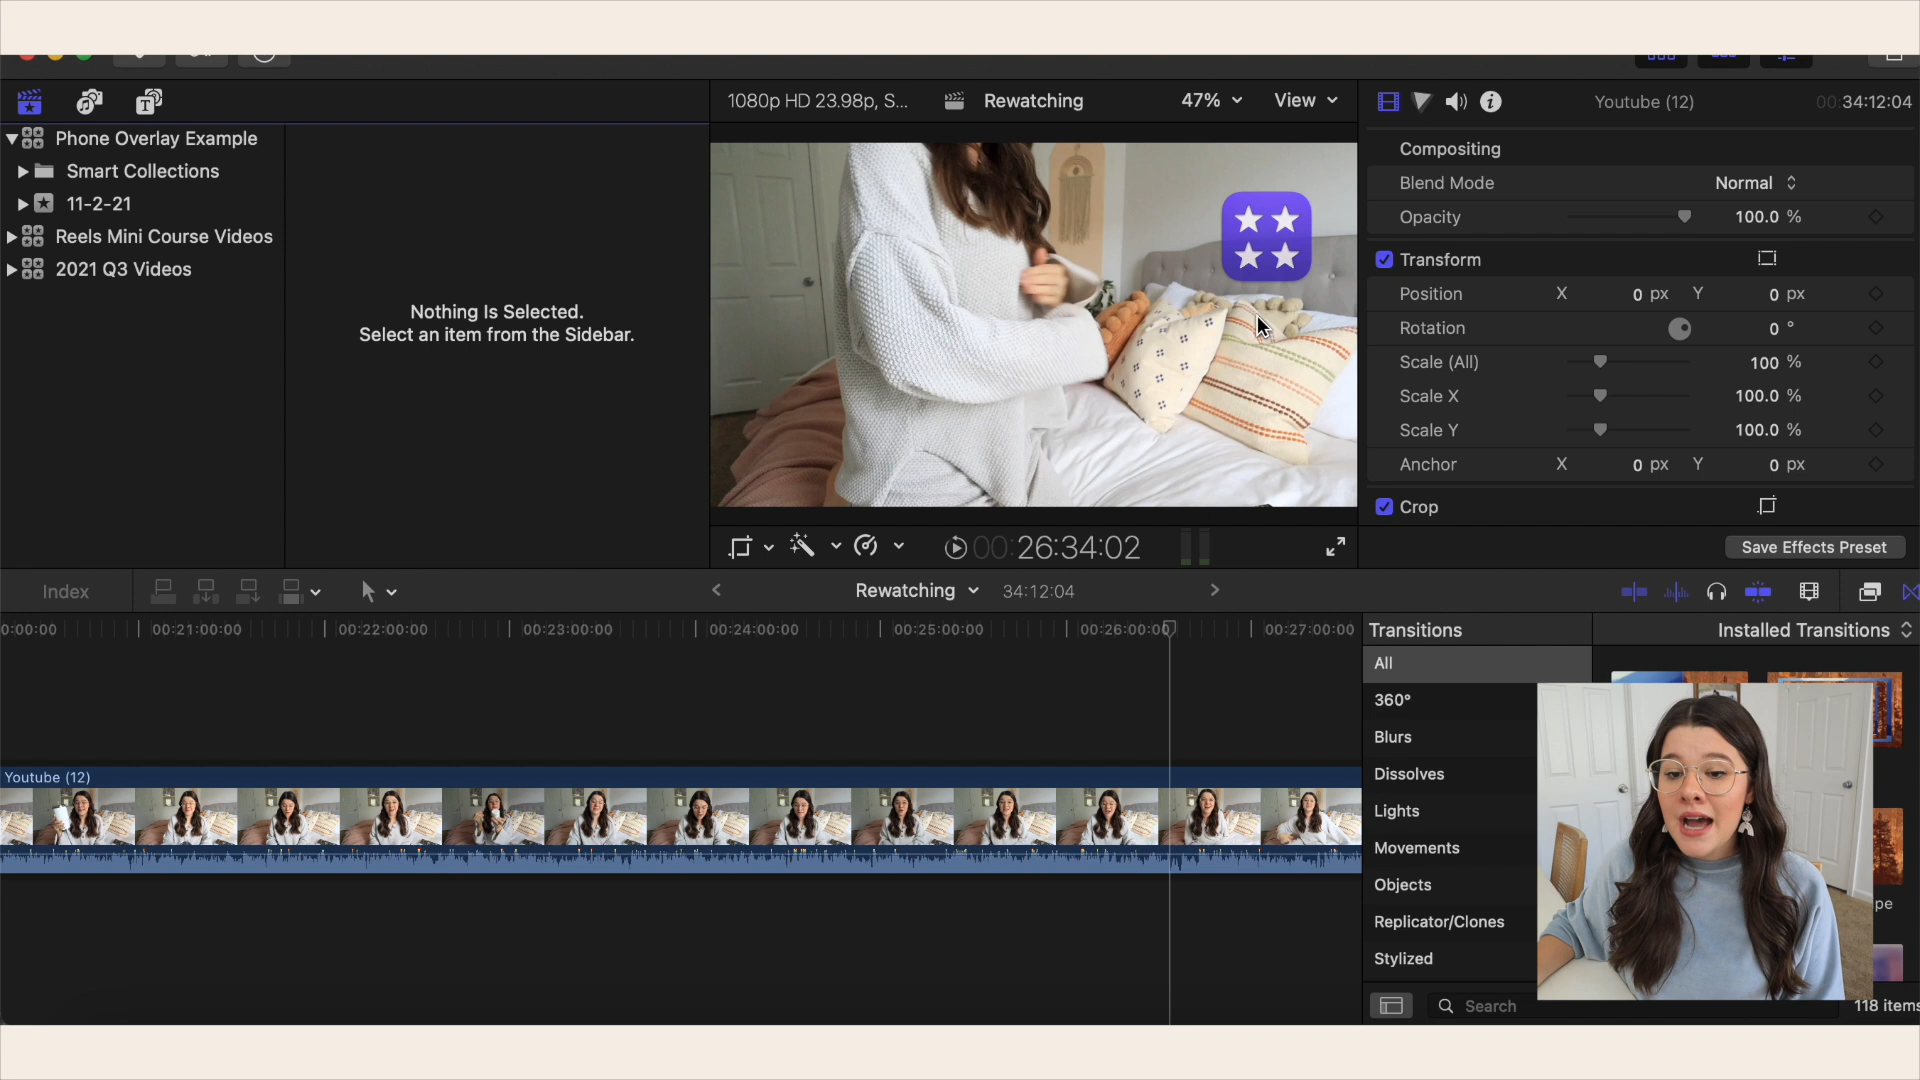 1080p HD 23.98p, S...
Rewatching
47%
View
Youtube (12)
00:34:12:04
Phone Overlay Example
Smart Collections
11-2-21
Reels Mini Course Videos
2021 Q3 Videos
Nothing Is Selected.
Select an item from the Sidebar.
Compositing
Blend Mode Normal
Opacity 100.0 %
Transform
Position X 0 px Y 0 px
Rotation 0 °
Scale (All) 100 %
Scale X 100.0 %
Scale Y 100.0 %
Anchor X 0 px Y 0 px
Crop
00:26:34:02
Save Effects Preset
Index
Rewatching 34:12:04
0:00:00 00:21:00:00 00:22:00:00 00:23:00:00 00:24:00:00 00:25:00:00 00:26:00:00 00:27:00:00
Youtube (12)
Transitions
Installed Transitions
All
360°
Blurs
Dissolves
Lights
Movements
Objects
Replicator/Clones
Stylized
pe
Search
118 items